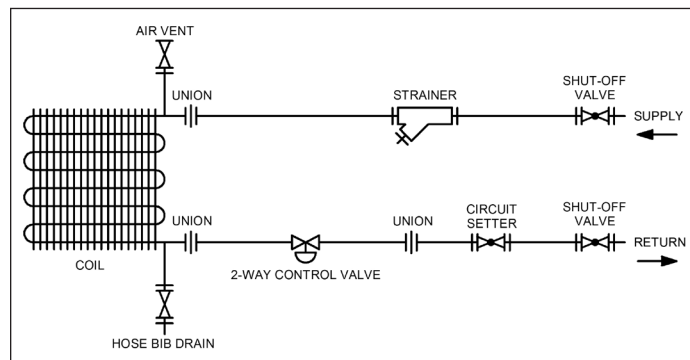 AIR VENT
UNION
STRAINER
SHUT-OFF
VALVE
SUPPLY
COIL
UNION
2-WAY CONTROL VALVE
UNION
CIRCUIT
SETTER
SHUT-OFF
VALVE
RETURN
HOSE BIB DRAIN